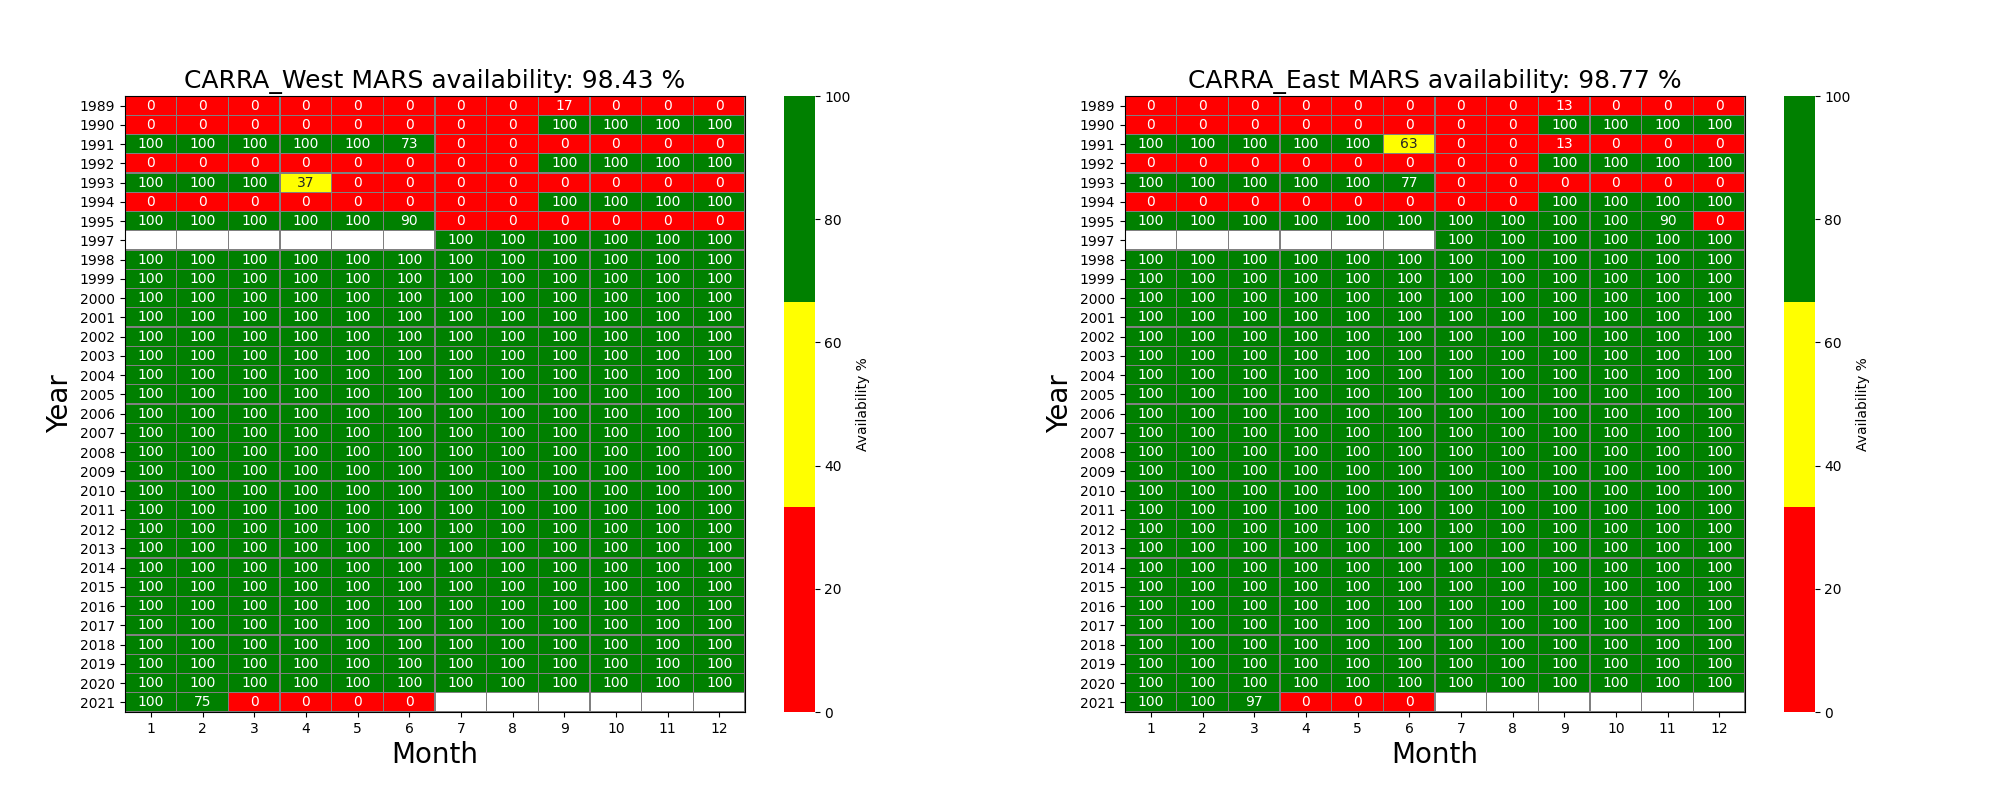 CARRA_West MARS availability: 98.43 %
1989 0 0 0 0 0 0 0 0 17 0 0 0
1990 0 0 0 0 0 0 0 0 100 100 100 100
1991 100 100 100 100 100 73 0 0 0 0 0 0
1992 0 0 0 0 0 0 0 0 100 100 100 100
1993 100 100 100 37 0 0 0 0 0 0 0 0
1994 0 0 0 0 0 0 0 0 100 100 100 100
1995 100 100 100 100 100 90 0 0 0 0 0 0
1997 100 100 100 100 100 100
1998 100 100 100 100 100 100 100 100 100 100 100 100
1999 100 100 100 100 100 100 100 100 100 100 100 100
2000 100 100 100 100 100 100 100 100 100 100 100 100
2001 100 100 100 100 100 100 100 100 100 100 100 100
2002 100 100 100 100 100 100 100 100 100 100 100 100
2003 100 100 100 100 100 100 100 100 100 100 100 100
2004 100 100 100 100 100 100 100 100 100 100 100 100
2005 100 100 100 100 100 100 100 100 100 100 100 100
2006 100 100 100 100 100 100 100 100 100 100 100 100
2007 100 100 100 100 100 100 100 100 100 100 100 100
2008 100 100 100 100 100 100 100 100 100 100 100 100
2009 100 100 100 100 100 100 100 100 100 100 100 100
2010 100 100 100 100 100 100 100 100 100 100 100 100
2011 100 100 100 100 100 100 100 100 100 100 100 100
2012 100 100 100 100 100 100 100 100 100 100 100 100
2013 100 100 100 100 100 100 100 100 100 100 100 100
2014 100 100 100 100 100 100 100 100 100 100 100 100
2015 100 100 100 100 100 100 100 100 100 100 100 100
2016 100 100 100 100 100 100 100 100 100 100 100 100
2017 100 100 100 100 100 100 100 100 100 100 100 100
2018 100 100 100 100 100 100 100 100 100 100 100 100
2019 100 100 100 100 100 100 100 100 100 100 100 100
2020 100 100 100 100 100 100 100 100 100 100 100 100
2021 100 75 0 0 0 0
1 2 3 4 5 6 7 8 9 10 11 12
Month
Year
100
80
60
40
20
0
Availability %
CARRA_East MARS availability: 98.77 %
1989 0 0 0 0 0 0 0 0 13 0 0 0
1990 0 0 0 0 0 0 0 0 100 100 100 100
1991 100 100 100 100 100 63 0 0 13 0 0 0
1992 0 0 0 0 0 0 0 0 100 100 100 100
1993 100 100 100 100 100 77 0 0 0 0 0 0
1994 0 0 0 0 0 0 0 0 100 100 100 100
1995 100 100 100 100 100 100 100 100 100 100 90 0
1997 100 100 100 100 100 100
1998 100 100 100 100 100 100 100 100 100 100 100 100
1999 100 100 100 100 100 100 100 100 100 100 100 100
2000 100 100 100 100 100 100 100 100 100 100 100 100
2001 100 100 100 100 100 100 100 100 100 100 100 100
2002 100 100 100 100 100 100 100 100 100 100 100 100
2003 100 100 100 100 100 100 100 100 100 100 100 100
2004 100 100 100 100 100 100 100 100 100 100 100 100
2005 100 100 100 100 100 100 100 100 100 100 100 100
2006 100 100 100 100 100 100 100 100 100 100 100 100
2007 100 100 100 100 100 100 100 100 100 100 100 100
2008 100 100 100 100 100 100 100 100 100 100 100 100
2009 100 100 100 100 100 100 100 100 100 100 100 100
2010 100 100 100 100 100 100 100 100 100 100 100 100
2011 100 100 100 100 100 100 100 100 100 100 100 100
2012 100 100 100 100 100 100 100 100 100 100 100 100
2013 100 100 100 100 100 100 100 100 100 100 100 100
2014 100 100 100 100 100 100 100 100 100 100 100 100
2015 100 100 100 100 100 100 100 100 100 100 100 100
2016 100 100 100 100 100 100 100 100 100 100 100 100
2017 100 100 100 100 100 100 100 100 100 100 100 100
2018 100 100 100 100 100 100 100 100 100 100 100 100
2019 100 100 100 100 100 100 100 100 100 100 100 100
2020 100 100 100 100 100 100 100 100 100 100 100 100
2021 100 100 97 0 0 0
1 2 3 4 5 6 7 8 9 10 11 12
Month
Year
100
80
60
40
20
0
Availability %